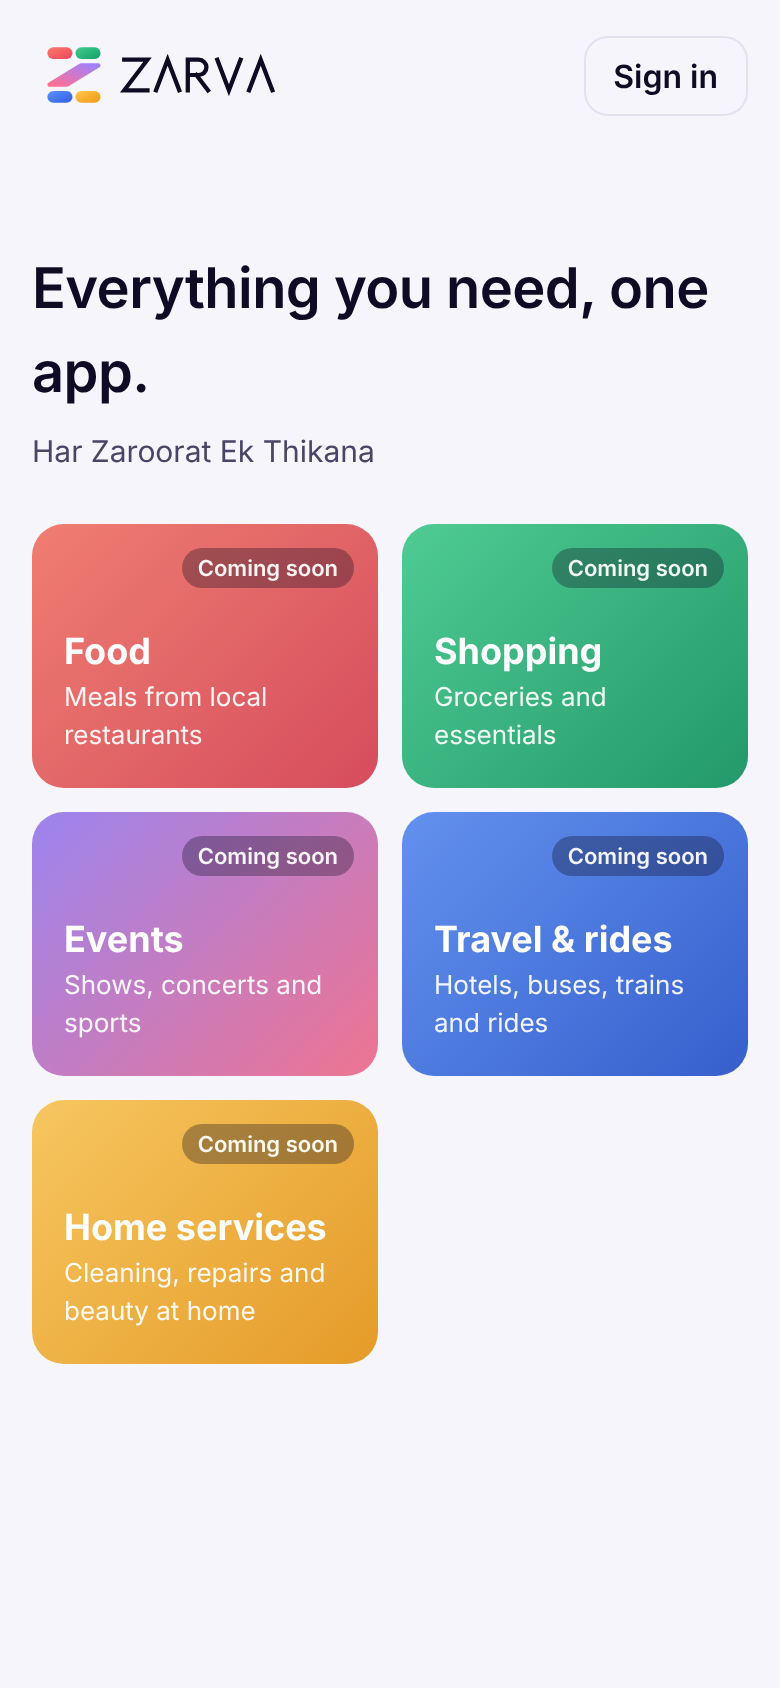 ZARVA
Sign in
Everything you need, one
app.
Har Zaroorat Ek Thikana
Coming soon
Food
Meals from local
restaurants
Coming soon
Shopping
Groceries and
essentials
Coming soon
Events
Shows, concerts and
sports
Coming soon
Travel & rides
Hotels, buses, trains
and rides
Coming soon
Home services
Cleaning, repairs and
beauty at home